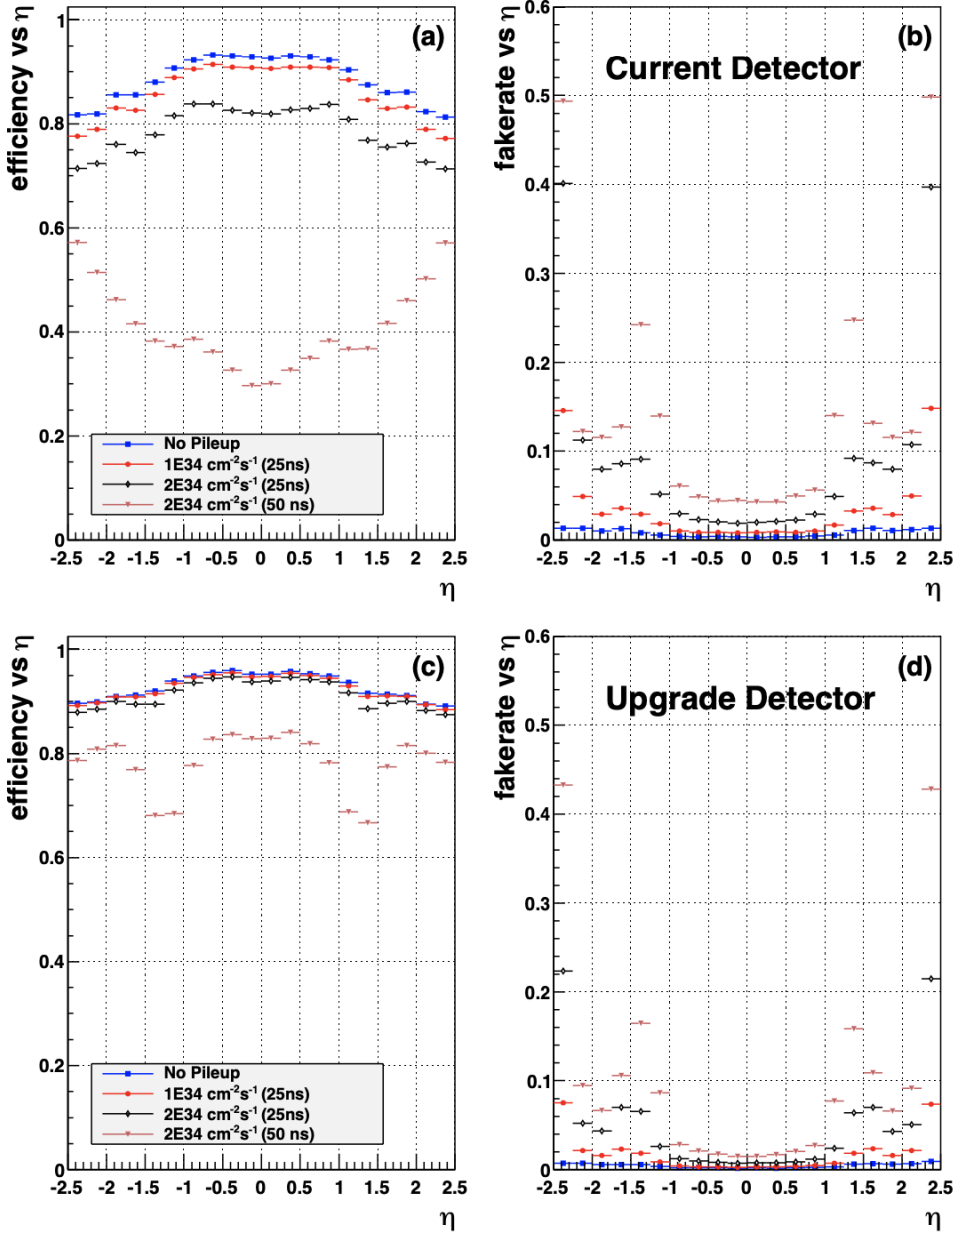 efficiency vs η
1
0.8
0.6
0.4
0.2
0
(a)
No Pileup
1E34 cm⁻²s⁻¹ (25ns)
2E34 cm⁻²s⁻¹ (25ns)
2E34 cm⁻²s⁻¹ (50 ns)
-2.5 -2 -1.5 -1 -0.5 0 0.5 1 1.5 2 2.5
η
fakerate vs η
0.6
0.5
0.4
0.3
0.2
0.1
0
(b)
Current Detector
-2.5 -2 -1.5 -1 -0.5 0 0.5 1 1.5 2 2.5
η
efficiency vs η
1
0.8
0.6
0.4
0.2
0
(c)
No Pileup
1E34 cm⁻²s⁻¹ (25ns)
2E34 cm⁻²s⁻¹ (25ns)
2E34 cm⁻²s⁻¹ (50 ns)
-2.5 -2 -1.5 -1 -0.5 0 0.5 1 1.5 2 2.5
η
fakerate vs η
0.6
0.5
0.4
0.3
0.2
0.1
0
(d)
Upgrade Detector
-2.5 -2 -1.5 -1 -0.5 0 0.5 1 1.5 2 2.5
η